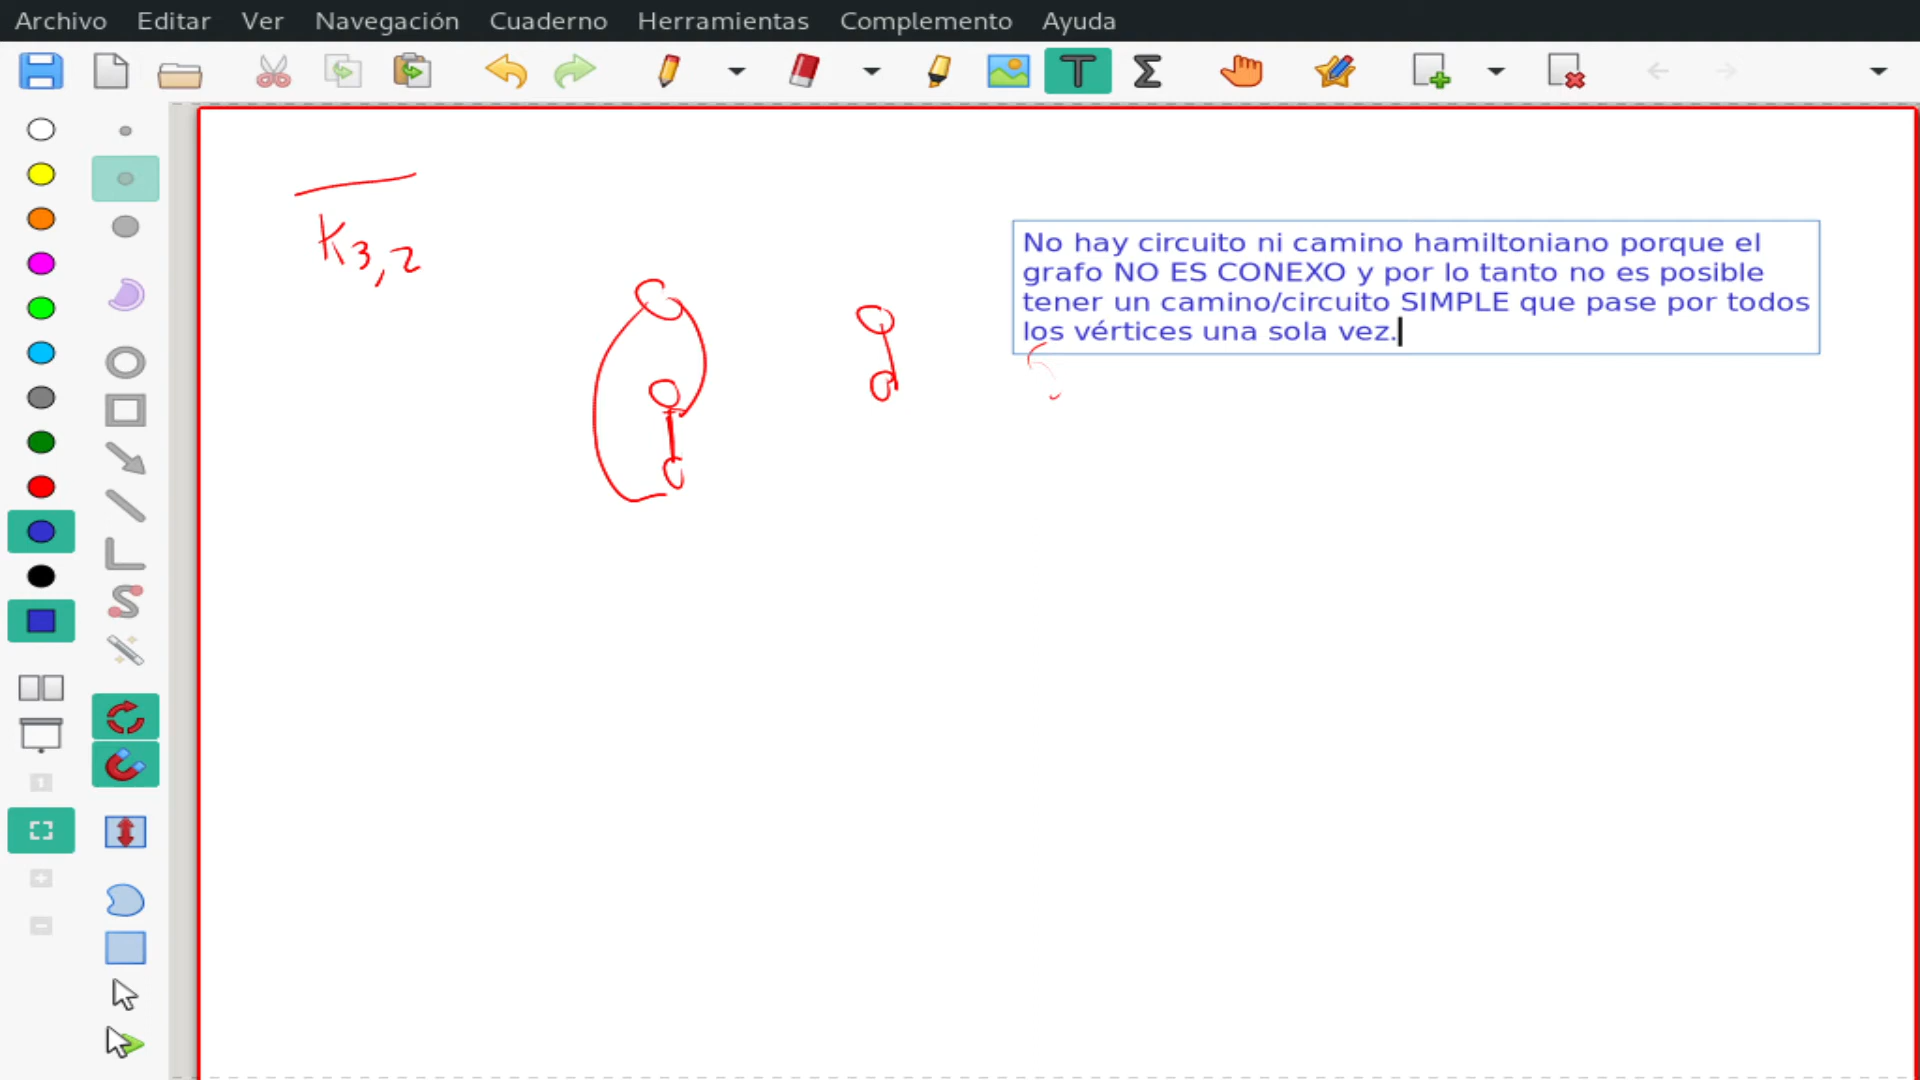 Archivo Editar Ver Navegación Cuaderno Herramientas Complemento Ayuda
K3,2
No hay circuito ni camino hamiltoniano porque el
grafo NO ES CONEXO y por lo tanto no es posible
tener un camino/circuito SIMPLE que pase por todos
los vértices una sola vez.